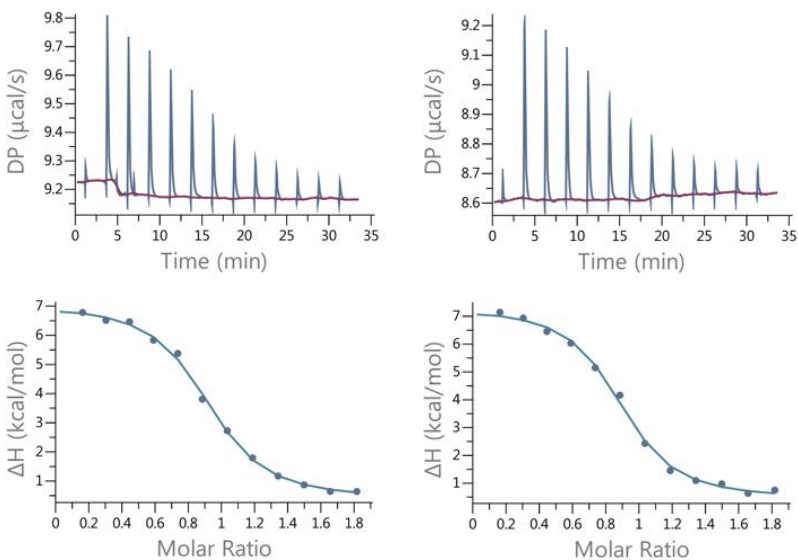 DP (µcal/s)
9.8
9.7
9.6
9.5
9.4
9.3
9.2
0 5 10 15 20 25 30 35
Time (min)
DP (µcal/s)
9.2
9.1
9
8.9
8.8
8.7
8.6
0 5 10 15 20 25 30 35
Time (min)
ΔH (kcal/mol)
7
6
5
4
3
2
1
0 0.2 0.4 0.6 0.8 1 1.2 1.4 1.6 1.8
Molar Ratio
ΔH (kcal/mol)
7
6
5
4
3
2
1
0 0.2 0.4 0.6 0.8 1 1.2 1.4 1.6 1.8
Molar Ratio